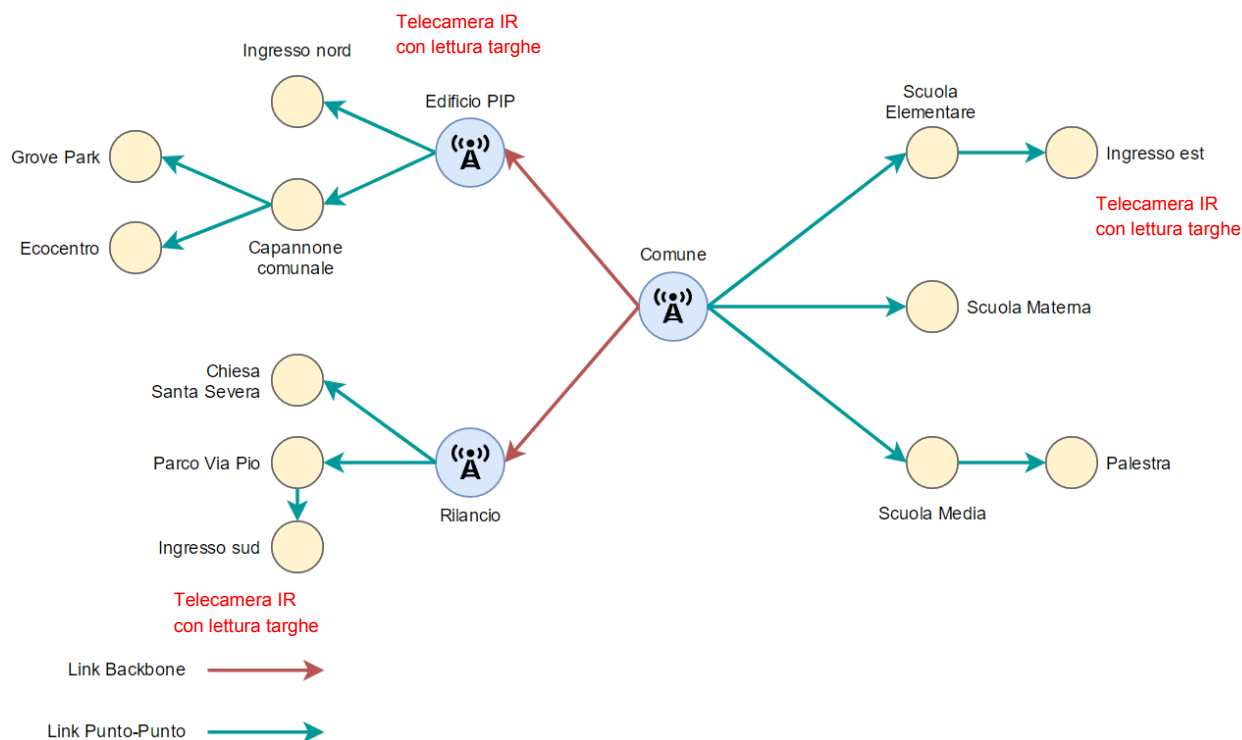 Telecamera IR
con lettura targhe
Ingresso nord
Edificio PIP
Scuola
Elementare
Grove Park
Ingresso est
Telecamera IR
con lettura targhe
Ecocentro
Capannone
comunale
Comune
Scuola Materna
Chiesa
Santa Severa
Parco Via Pio
Palestra
Rilancio
Scuola Media
Ingresso sud
Telecamera IR
con lettura targhe
Link Backbone
Link Punto-Punto